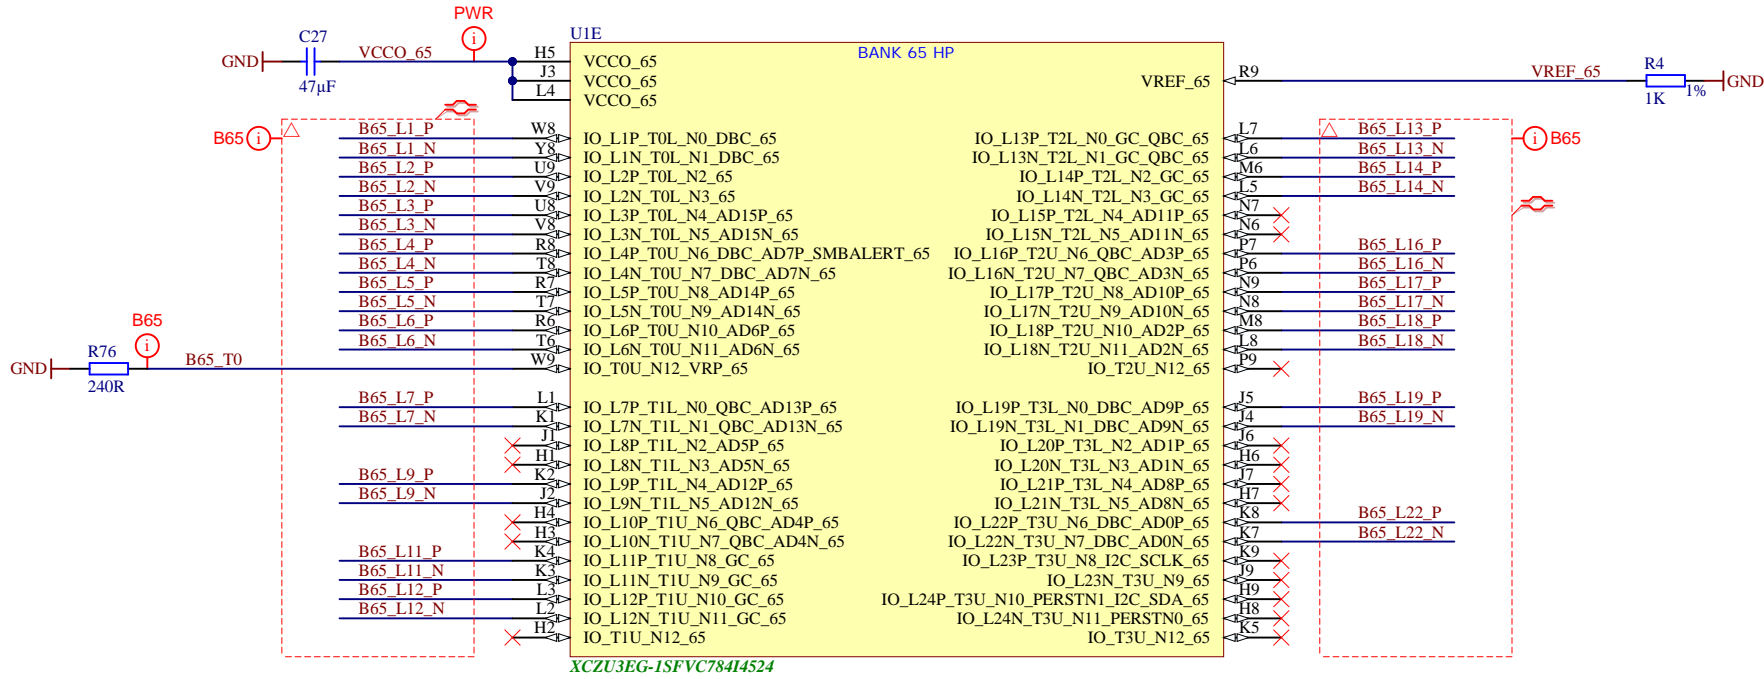 PWR
U1E
BANK 65 HP
C27
GND
VCCO_65
47µF
H5 VCCO_65
J3 VCCO_65
L4 VCCO_65
VREF_65 R9 VREF_65 R4 GND
1K 1%
B65
B65
B65_L1_P W8 IO_L1P_T0L_N0_DBC_65 IO_L13P_T2L_N0_GC_QBC_65 L7 B65_L13_P
B65_L1_N Y8 IO_L1N_T0L_N1_DBC_65 IO_L13N_T2L_N1_GC_QBC_65 L6 B65_L13_N
B65_L2_P U9 IO_L2P_T0L_N2_65 IO_L14P_T2L_N2_GC_65 M6 B65_L14_P
B65_L2_N V9 IO_L2N_T0L_N3_65 IO_L14N_T2L_N3_GC_65 L5 B65_L14_N
B65_L3_P U8 IO_L3P_T0L_N4_AD15P_65 IO_L15P_T2L_N4_AD11P_65 N7
B65_L3_N V8 IO_L3N_T0L_N5_AD15N_65 IO_L15N_T2L_N5_AD11N_65 N6
B65_L4_P R8 IO_L4P_T0U_N6_DBC_AD7P_SMBALERT_65 IO_L16P_T2U_N6_QBC_AD3P_65 P7 B65_L16_P
B65_L4_N T8 IO_L4N_T0U_N7_DBC_AD7N_65 IO_L16N_T2U_N7_QBC_AD3N_65 P6 B65_L16_N
B65_L5_P R7 IO_L5P_T0U_N8_AD14P_65 IO_L17P_T2U_N8_AD10P_65 N9 B65_L17_P
B65_L5_N T7 IO_L5N_T0U_N9_AD14N_65 IO_L17N_T2U_N9_AD10N_65 N8 B65_L17_N
B65_L6_P R6 IO_L6P_T0U_N10_AD6P_65 IO_L18P_T2U_N10_AD2P_65 M8 B65_L18_P
B65_L6_N T6 IO_L6N_T0U_N11_AD6N_65 IO_L18N_T2U_N11_AD2N_65 L8 B65_L18_N
B65
R76
GND B65_T0 W9 IO_T0U_N12_VRP_65 IO_T2U_N12_65 P9
240R
B65_L7_P L1 IO_L7P_T1L_N0_QBC_AD13P_65 IO_L19P_T3L_N0_DBC_AD9P_65 J5 B65_L19_P
B65_L7_N K1 IO_L7N_T1L_N1_QBC_AD13N_65 IO_L19N_T3L_N1_DBC_AD9N_65 J4 B65_L19_N
J1 IO_L8P_T1L_N2_AD5P_65 IO_L20P_T3L_N2_AD1P_65 J6
H1 IO_L8N_T1L_N3_AD5N_65 IO_L20N_T3L_N3_AD1N_65 H6
B65_L9_P K2 IO_L9P_T1L_N4_AD12P_65 IO_L21P_T3L_N4_AD8P_65 J7
B65_L9_N J2 IO_L9N_T1L_N5_AD12N_65 IO_L21N_T3L_N5_AD8N_65 H7
H4 IO_L10P_T1U_N6_QBC_AD4P_65 IO_L22P_T3U_N6_DBC_AD0P_65 K8 B65_L22_P
H3 IO_L10N_T1U_N7_QBC_AD4N_65 IO_L22N_T3U_N7_DBC_AD0N_65 K7 B65_L22_N
B65_L11_P K4 IO_L11P_T1U_N8_GC_65 IO_L23P_T3U_N8_I2C_SCLK_65 K9
B65_L11_N K3 IO_L11N_T1U_N9_GC_65 IO_L23N_T3U_N9_65 J9
B65_L12_P L3 IO_L12P_T1U_N10_GC_65 IO_L24P_T3U_N10_PERSTN1_I2C_SDA_65 H9
B65_L12_N L2 IO_L12N_T1U_N11_GC_65 IO_L24N_T3U_N11_PERSTN0_65 H8
H2 IO_T1U_N12_65 IO_T3U_N12_65 K5
XCZU3EG-1SFVC784I4524